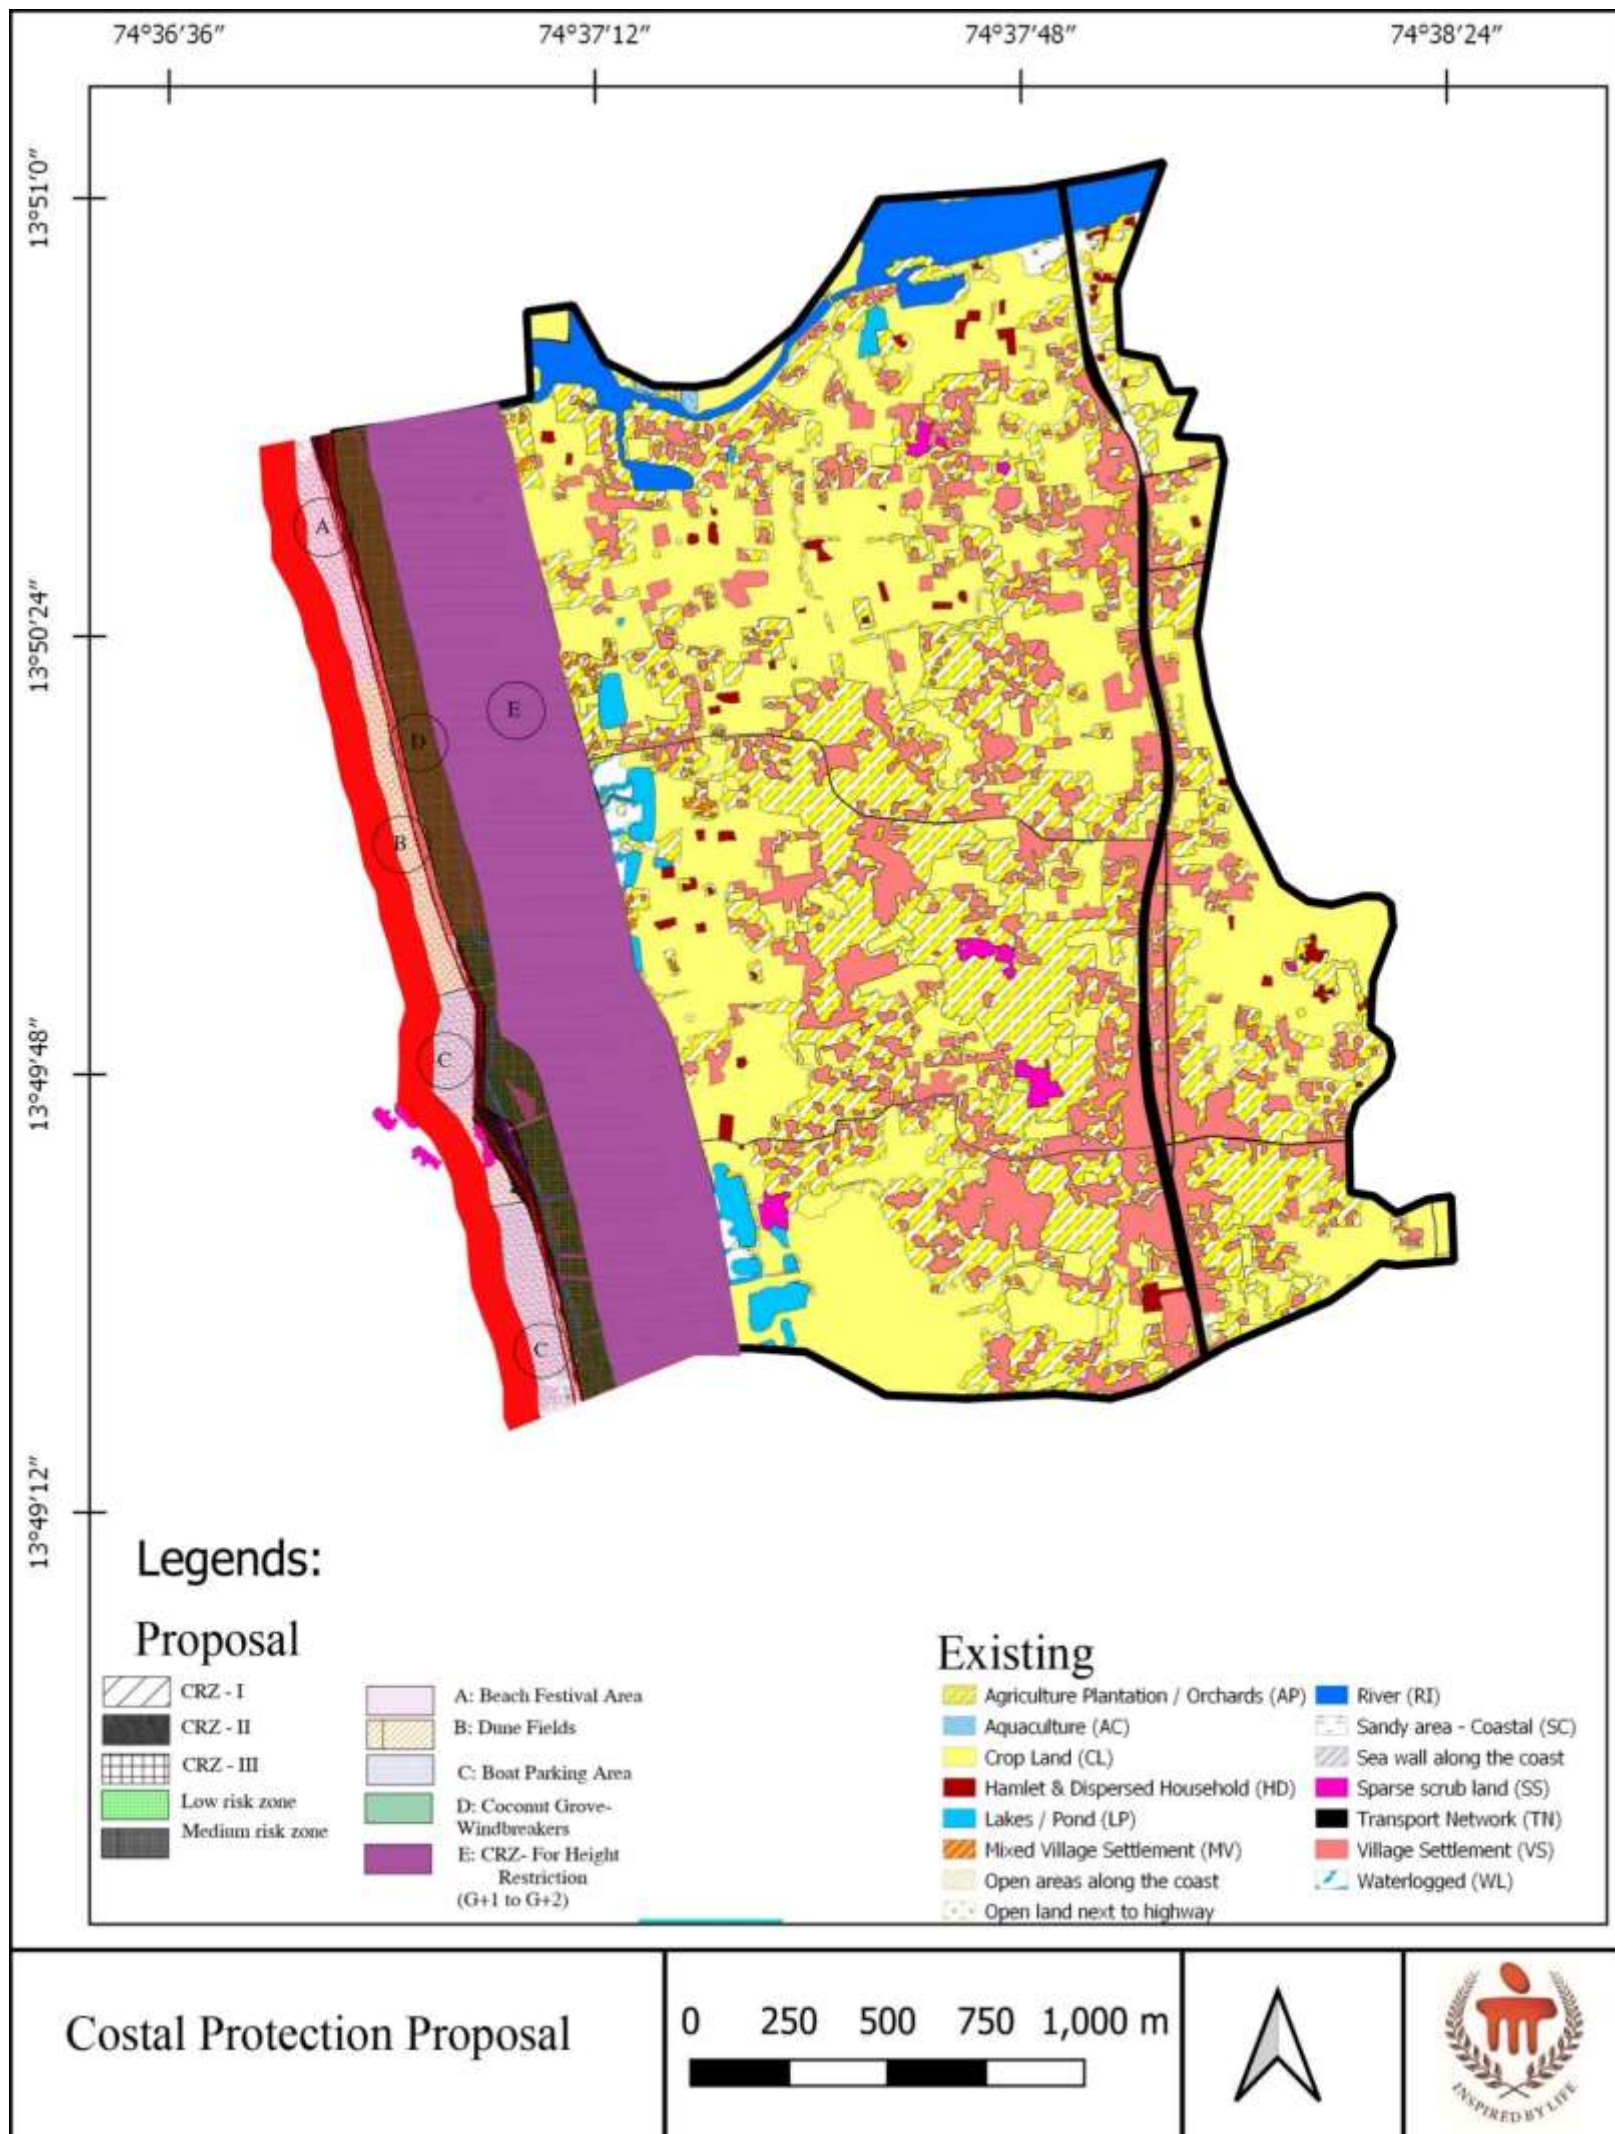 74°36'36"
74°37'12"
74°37'48"
74°38'24"
13°51'0"
13°50'24"
13°49'48"
13°49'12"
A
E
D
B
C
C
Legends:
Proposal
CRZ - I
CRZ - II
CRZ - III
Low risk zone
Medium risk zone
A: Beach Festival Area
B: Dune Fields
C: Boat Parking Area
D: Coconut Grove-
Windbreakers
E: CRZ- For Height
Restriction
(G+1 to G+2)
Existing
Agriculture Plantation / Orchards (AP)
Aquaculture (AC)
Crop Land (CL)
Hamlet & Dispersed Household (HD)
Lakes / Pond (LP)
Mixed Village Settlement (MV)
Open areas along the coast
Open land next to highway
River (RI)
Sandy area - Coastal (SC)
Sea wall along the coast
Sparse scrub land (SS)
Transport Network (TN)
Village Settlement (VS)
Waterlogged (WL)
Costal Protection Proposal
0 250 500 750 1,000 m
INSPIRED BY LIFE